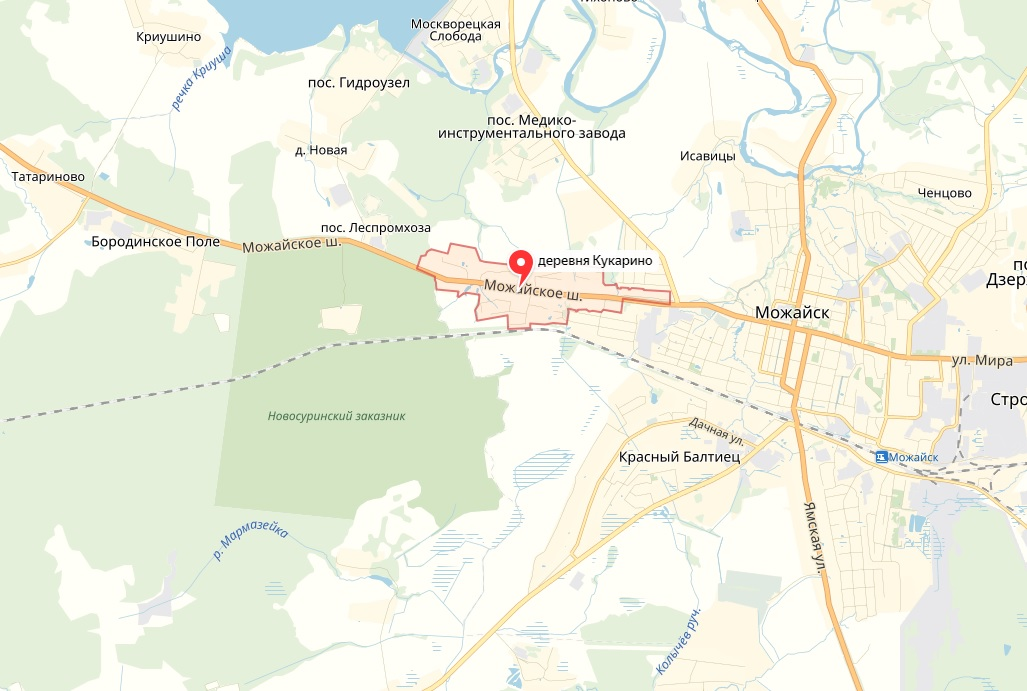 Москворецкая
Слобода
Криушино
речка Криуша
пос. Гидроузел
пос. Медико-
инструментального завода
д. Новая
Исавицы
Татариново
Ченцово
пос. Леспромхоза
Бородинское Поле
Можайское ш.
деревня Кукарино
Можайское ш.
Можайск
ул. Мира
Новосуринский заказник
Дачная ул.
Красный Балтиец
Можайск
Ямская ул.
р. Мармазейка
Колычёв руч.